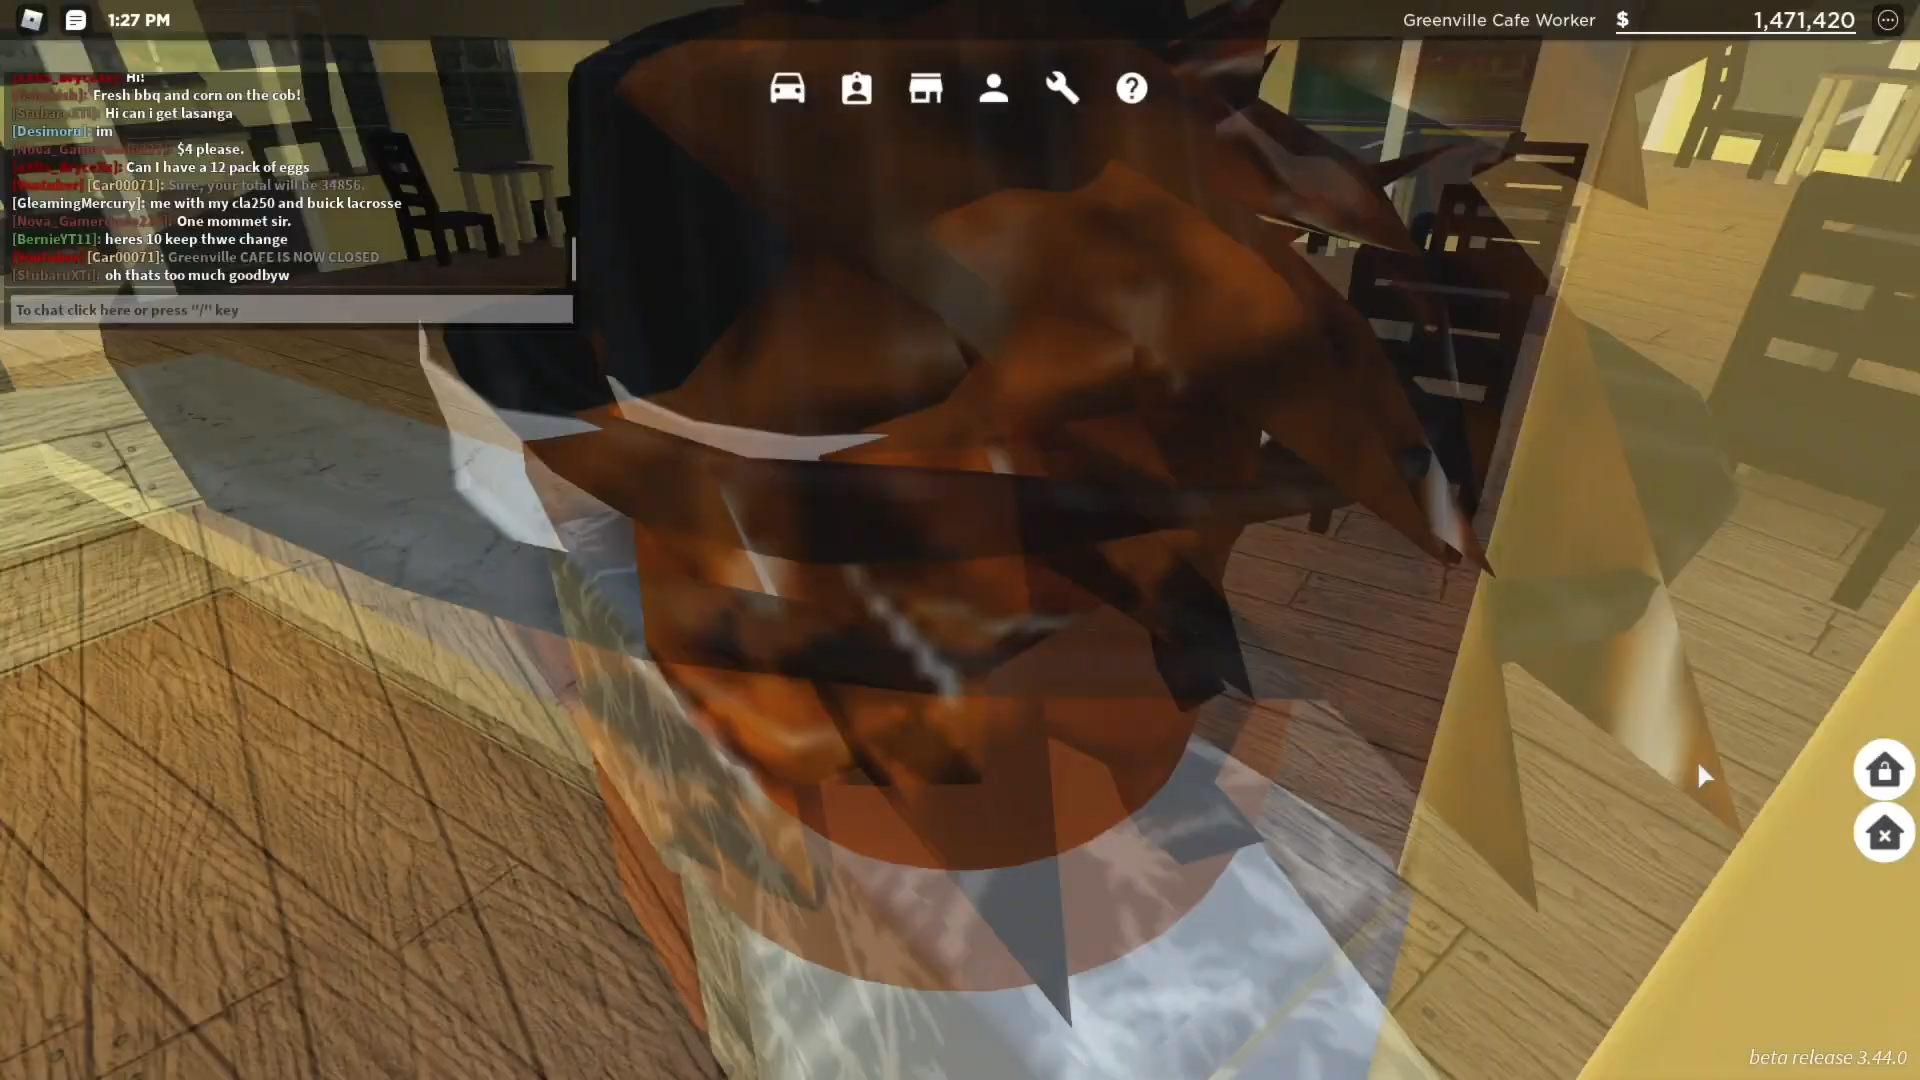 1:27 PM
Greenville Cafe Worker $ 1,471,420
Hi!
Fresh bbq and corn on the cob!
[StubaruXTi]: Hi can i get lasanga
[Desimoru]: im
$4 please.
Can I have a 12 pack of eggs
[Youtuber] [Car00071]: Sure, your total will be 34856.
[GleamingMercury]: me with my cla250 and buick lacrosse
One mommet sir.
[BernieYT11]: heres 10 keep thwe change
[Youtuber] [Car00071]: Greenville CAFE IS NOW CLOSED
[StubaruXTi]: oh thats too much goodbyw
To chat click here or press "/" key
beta release 3.44.0